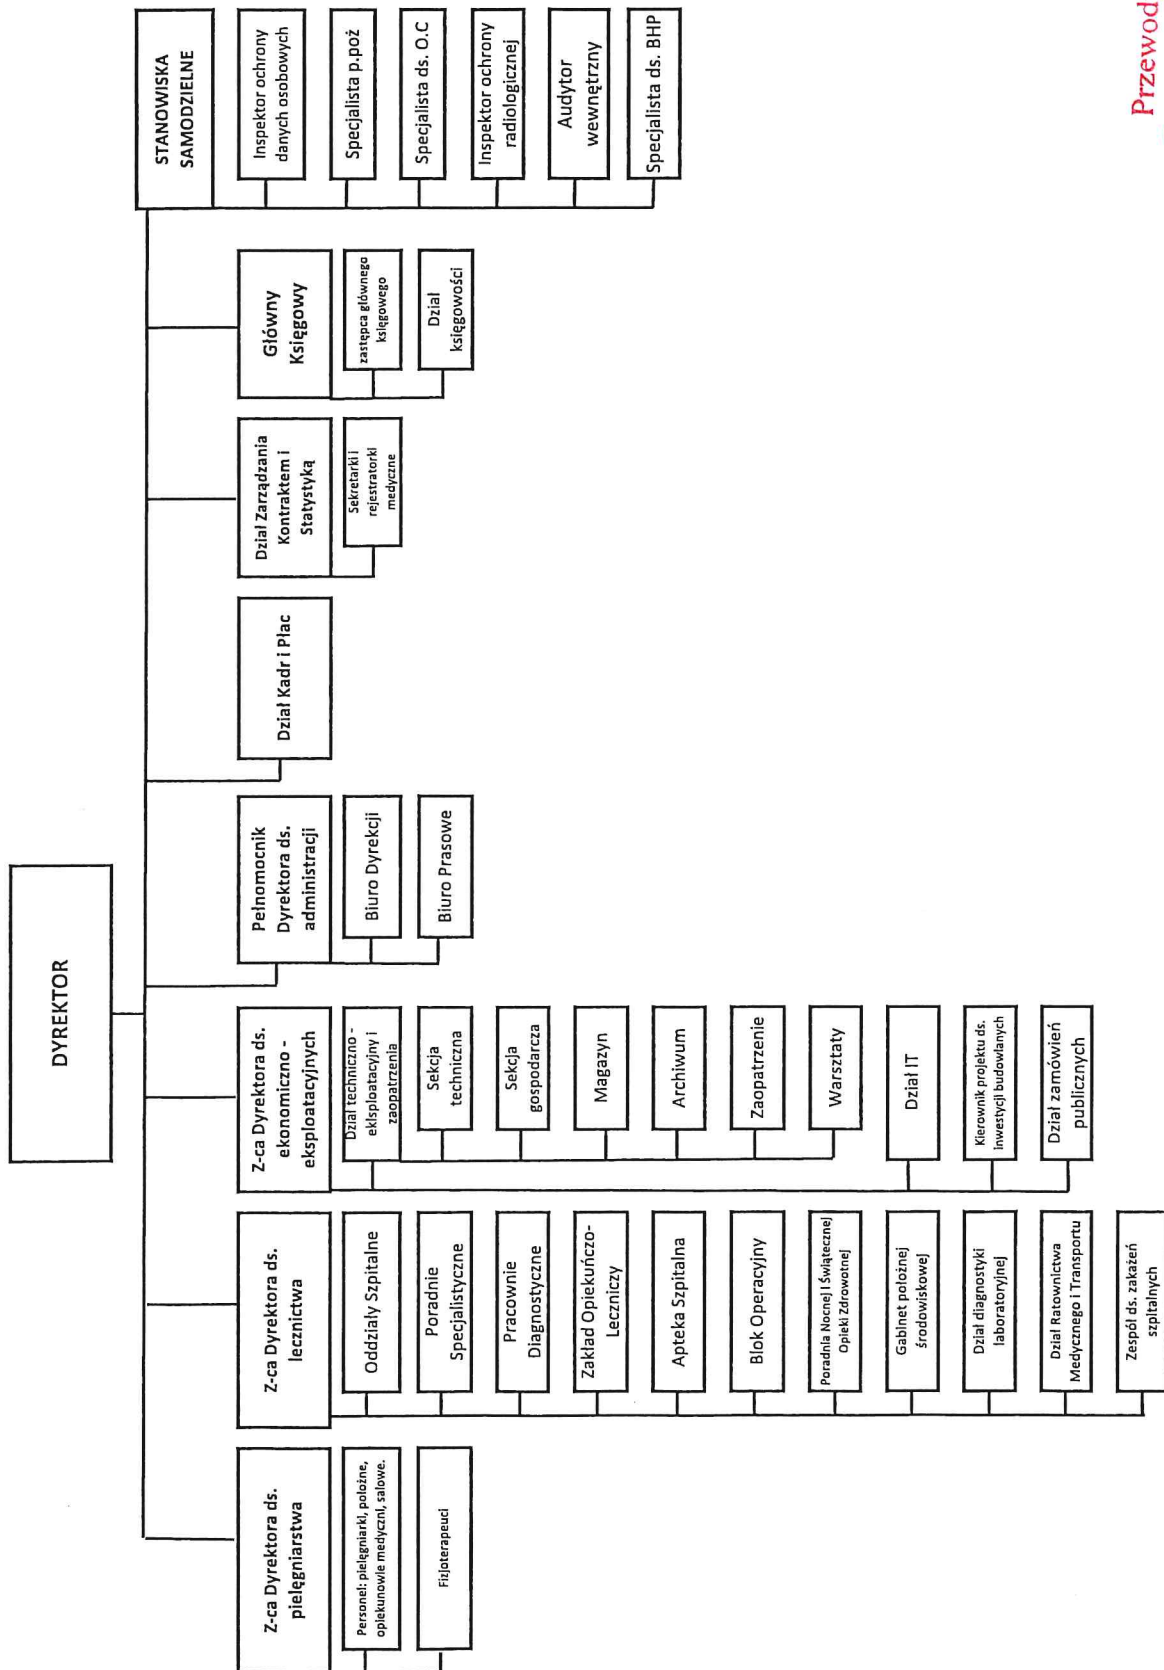 DYREKTOR
Z-ca Dyrektora ds.
pielęgniarstwa
Personel: pielęgniarki, położne,
opiekunowie medyczni, salowe.
Fizjoterapeuci
Z-ca Dyrektora ds.
lecznictwa
Oddziały Szpitalne
Poradnie
Specjalistyczne
Pracownie
Diagnostyczne
Zakład Opiekuńczo-
Leczniczy
Apteka Szpitalna
Blok Operacyjny
Poradnia Nocnej i Świątecznej
Opieki Zdrowotnej
Gabinet położnej
środowiskowej
Dział diagnostyki
laboratoryjnej
Dział Ratownictwa
Medycznego i Transportu
Zespół ds. zakażeń
szpitalnych
Z-ca Dyrektora ds.
ekonomiczno -
eksploatacyjnych
Dział techniczno -
eklsploatacyjny i
zaopatrzenia
Sekcja
techniczna
Sekcja
gospodarcza
Magazyn
Archiwum
Zaopatrzenie
Warsztaty
Dział IT
Kierownik projektu ds.
inwestycji budowlanych
Dział zamówień
publicznych
Pełnomocnik
Dyrektora ds.
administracji
Biuro Dyrekcji
Biuro Prasowe
Dział Kadr i Płac
Dział Zarządzania
Kontraktem i
Statystyką
Sekretarki i
rejestratorki
medyczne
Główny
Księgowy
zastępca głównego
księgowego
Dział
księgowości
STANOWISKA
SAMODZIELNE
Inspektor ochrony
danych osobowych
Specjalista p.poż
Specjalista ds. O.C
Inspektor ochrony
radiologicznej
Audytor
wewnętrzny
Specjalista ds. BHP
Przewod